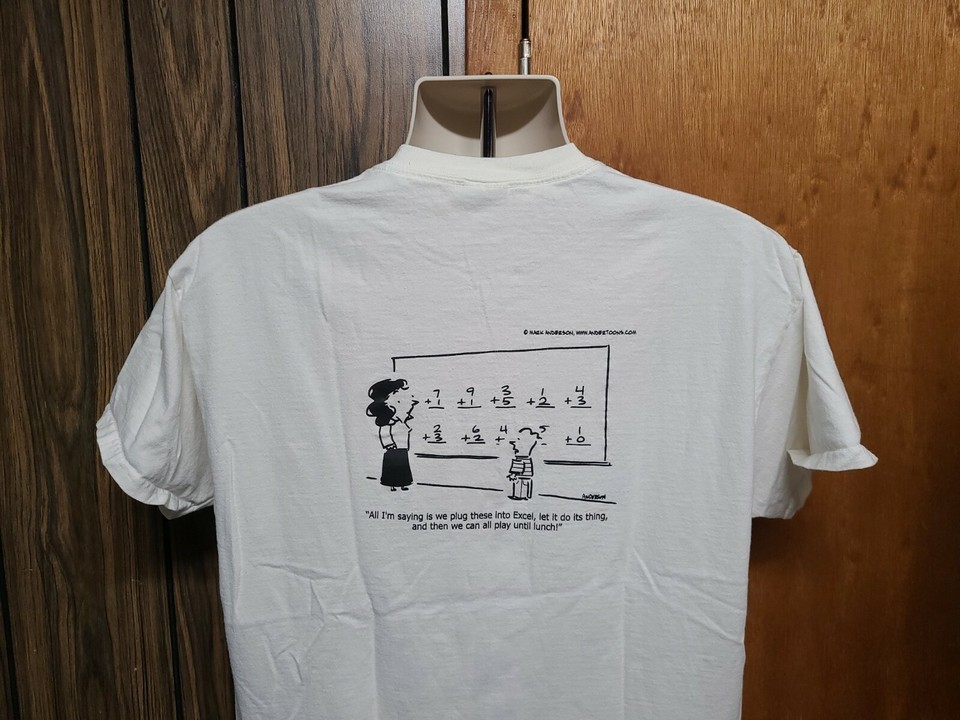 © MARK ANDERSON, WWW.ANDERTOONS.COM
7 9 3 1 4
+1 +1 +5 +2 +3
2 6 4 5 1
+3 +2 + +0
ANDERSON
"All I'm saying is we plug these into Excel, let it do its thing,
and then we can all play until lunch!"